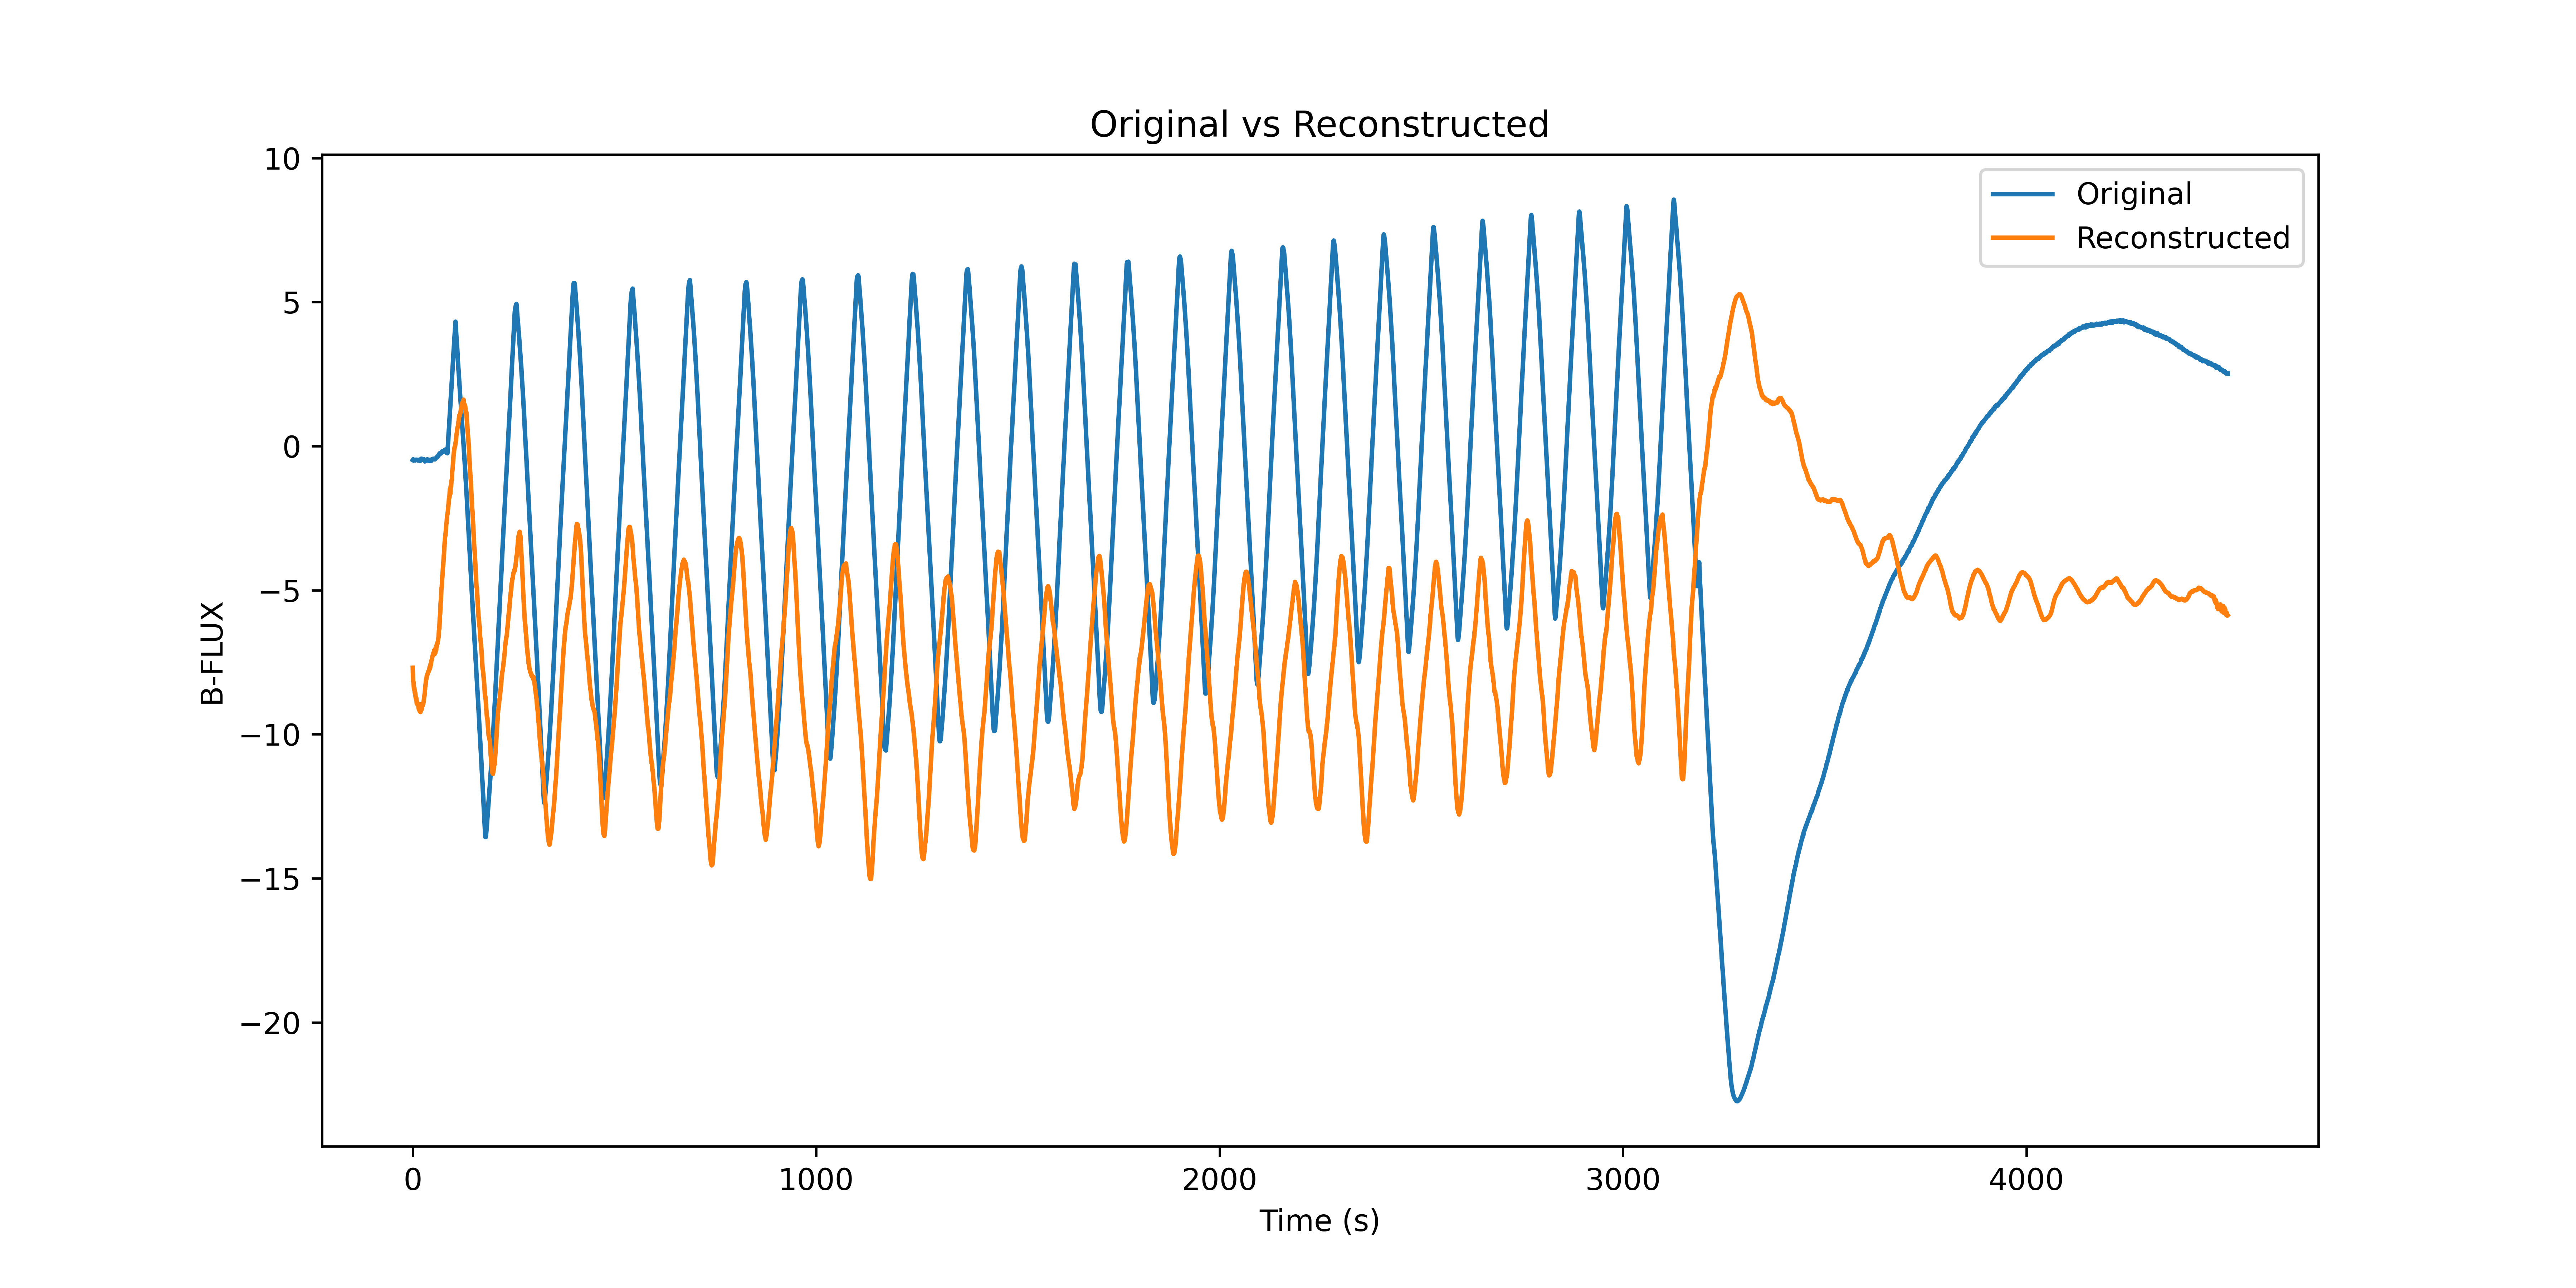 Original vs Reconstructed
Original
Reconstructed
10
5
0
−5
−10
−15
−20
B-FLUX
0 1000 2000 3000 4000
Time (s)